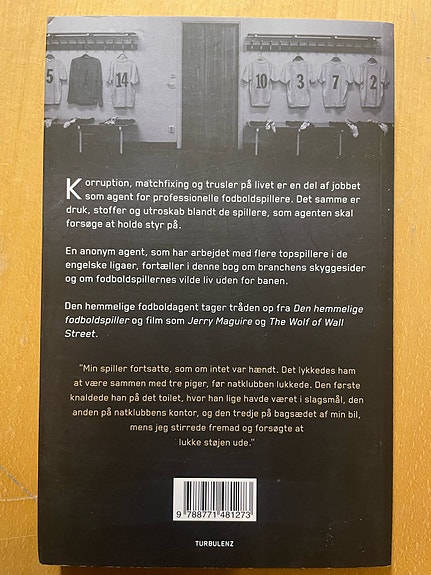 5
14
10
3
7
2
Korruption, matchfixing og trusler på livet er en del af jobbet
som agent for professionelle fodboldspillere. Det samme er
druk, stoffer og utroskab blandt de spillere, som agenten skal
forsøge at holde styr på.
En anonym agent, som har arbejdet med flere topspillere i de
engelske ligaer, fortæller i denne bog om branchens skyggesider
og om fodboldspillernes vilde liv uden for banen.
Den hemmelige fodboldagent tager tråden op fra Den hemmelige
fodboldspiller og film som Jerry Maguire og The Wolf of Wall
Street.
"Min spiller fortsatte, som om intet var hændt. Det lykkedes ham
at være sammen med tre piger, før natklubben lukkede. Den første
knaldede han på det toilet, hvor han lige havde været i slagsmål, den
anden på natklubbens kontor, og den tredje på bagsædet af min bil,
mens jeg stirrede fremad og forsøgte at
lukke støjen ude."
9 788771 481273
TURBULENZ